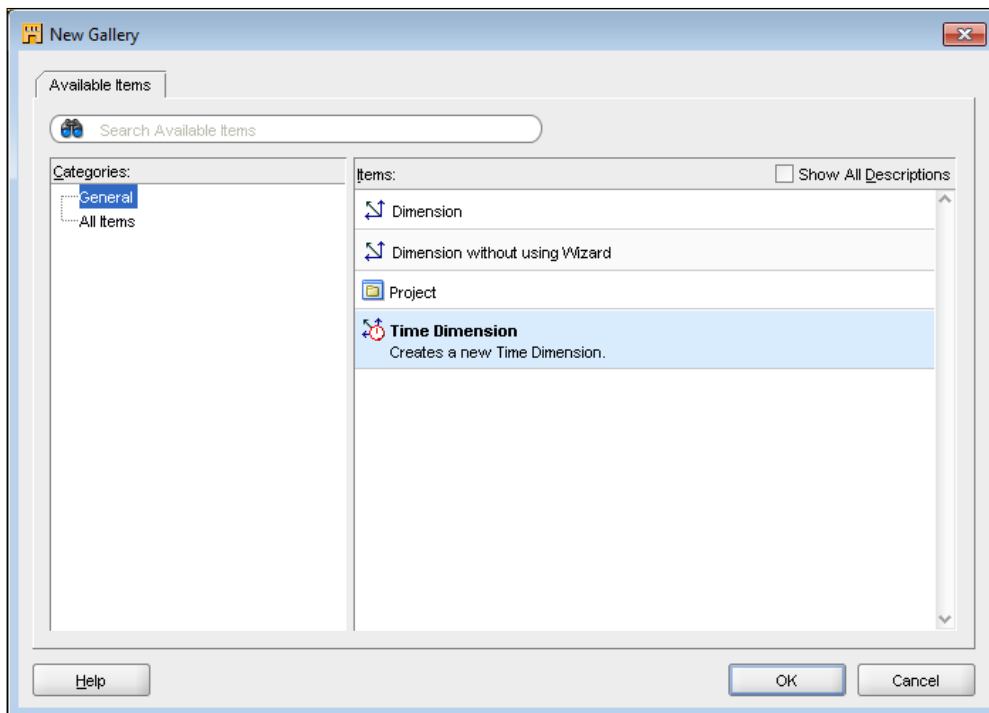 New Gallery
Available Items
Search Available Items
Categories:
General
All Items
Items:
Show All Descriptions
Dimension
Dimension without using Wizard
Project
Time Dimension
Creates a new Time Dimension.
Help
OK
Cancel